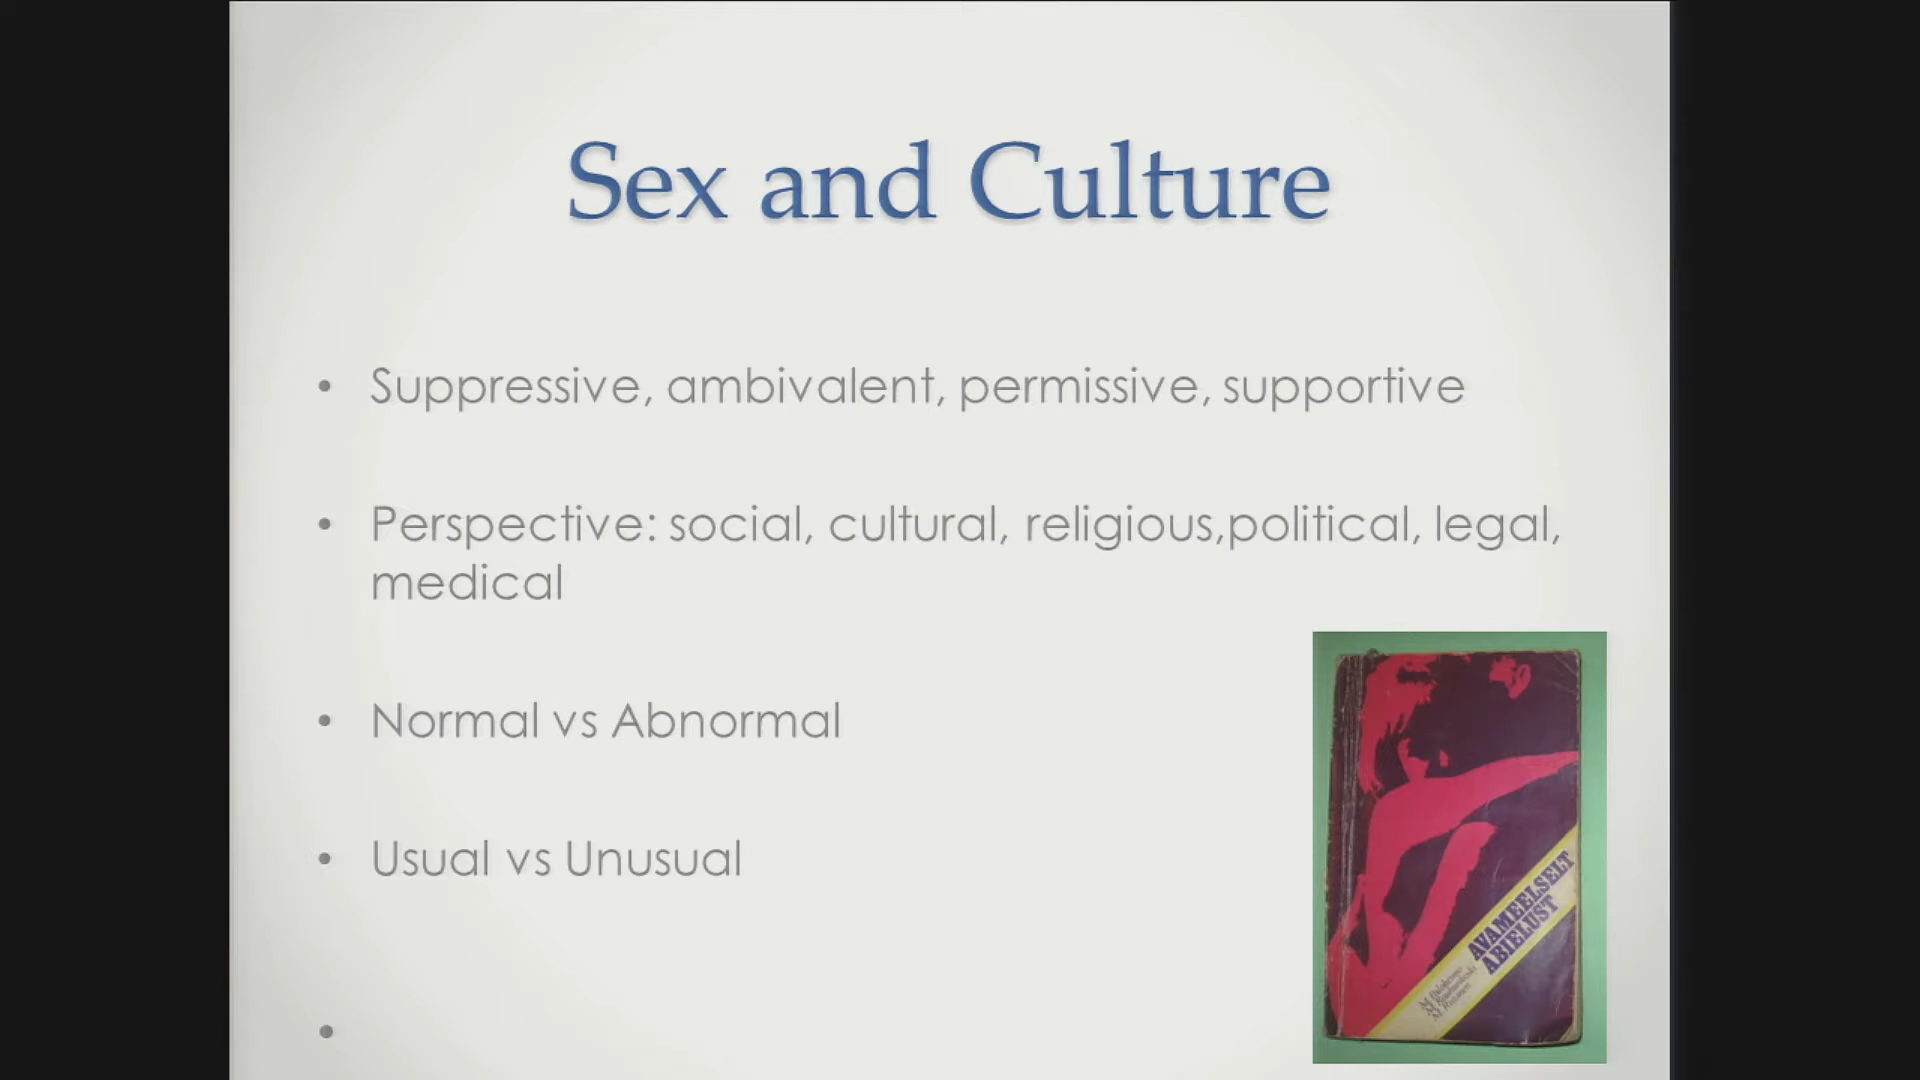 Sex and Culture
• Suppressive, ambivalent, permissive, supportive
• Perspective: social, cultural, religious,political, legal,
medical
• Normal vs Abnormal
• Usual vs Unusual
•
AVAMEELSELT
ABIELUST